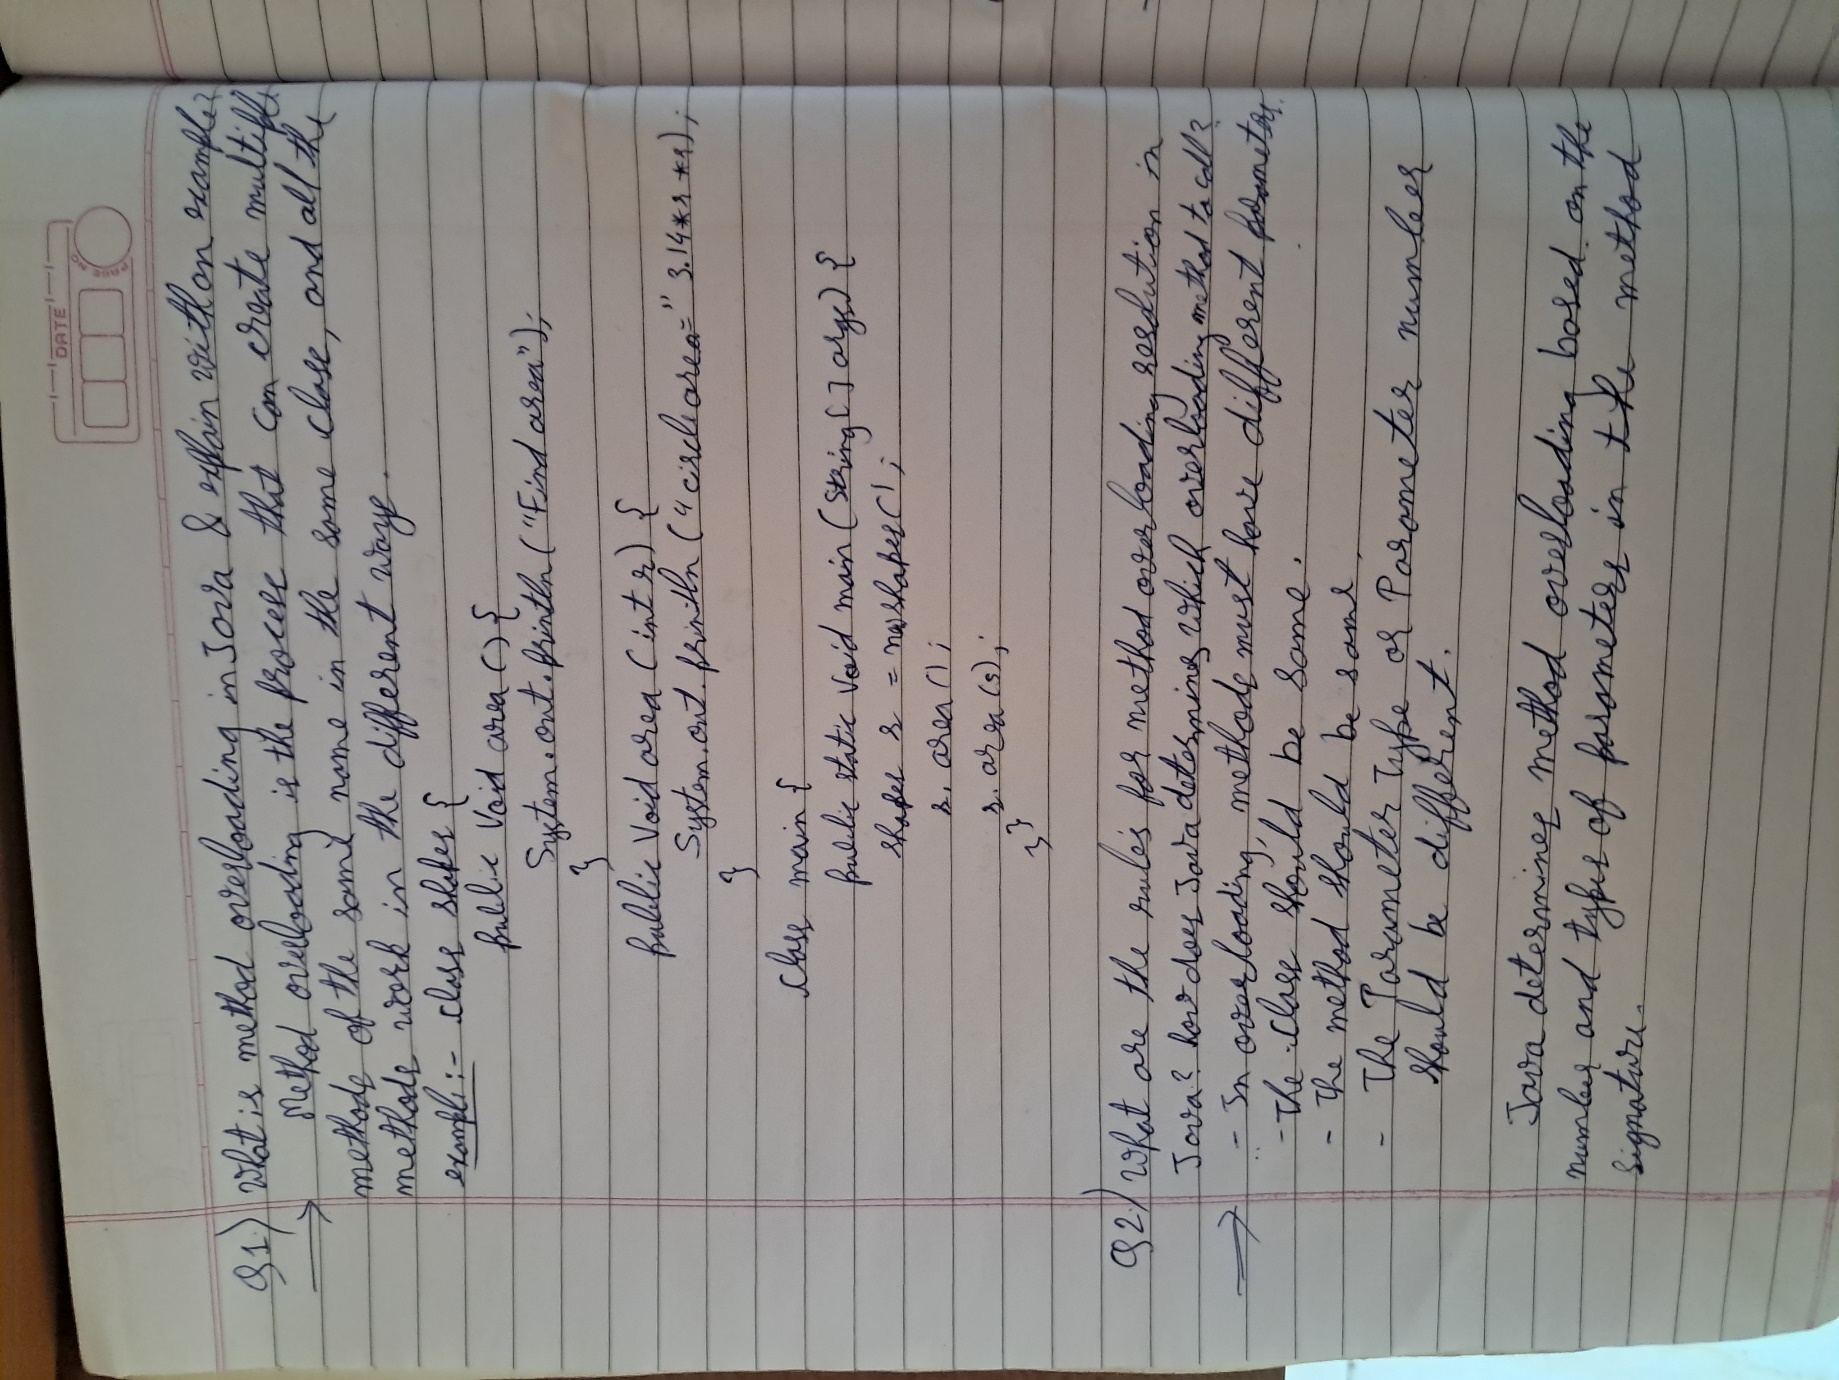 DATE
PAGE NO
Q1) What is method overloading in Java & explain with an example?
→ Method overloading is the process that can create multiple
methods of the same name in the same class, and all the
methods work in the different ways.
example:- class shapes {
public void area() {
System.out.println("Find area");
}
public void area(int r) {
System.out.println("circle area=" 3.14*r*r);
}
class main {
public static void main(String[] args) {
shapes s = new shapes();
s.area();
s.area(5);
}}
Q2) What are the rules for method overloading resolution in
Java? how does Java determines which overloading method to call?
→ - In overloading, methods must have different parameters.
- The class should be same.
- The method should be same.
- The Parameter Type or Parameter number
should be different.
Java determines method overloading based on the
number and types of parameters in the method
signature.